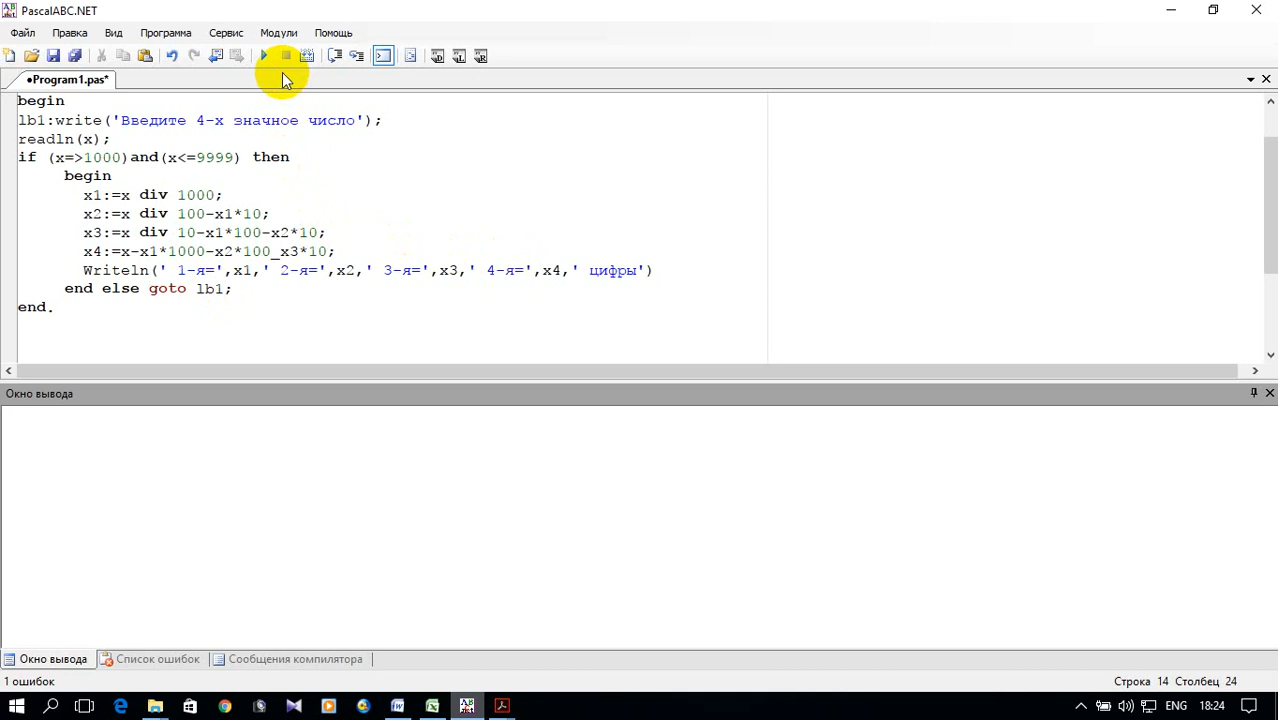 PascalABC.NET
Файл Правка Вид Программа Сервис Модули Помощь
•Program1.pas*
begin
lb1:write('Введите 4-х значное число');
readln(x);
if (x=>1000)and(x<=9999) then
begin
x1:=x div 1000;
x2:=x div 100-x1*10;
x3:=x div 10-x1*100-x2*10;
x4:=x-x1*1000-x2*100_x3*10;
Writeln(' 1-я=',x1,' 2-я=',x2,' 3-я=',x3,' 4-я=',x4,' цифры')
end else goto lb1;
end.
Окно вывода
Окно вывода Список ошибок Сообщения компилятора
1 ошибок Строка 14 Столбец 24
ENG 18:24